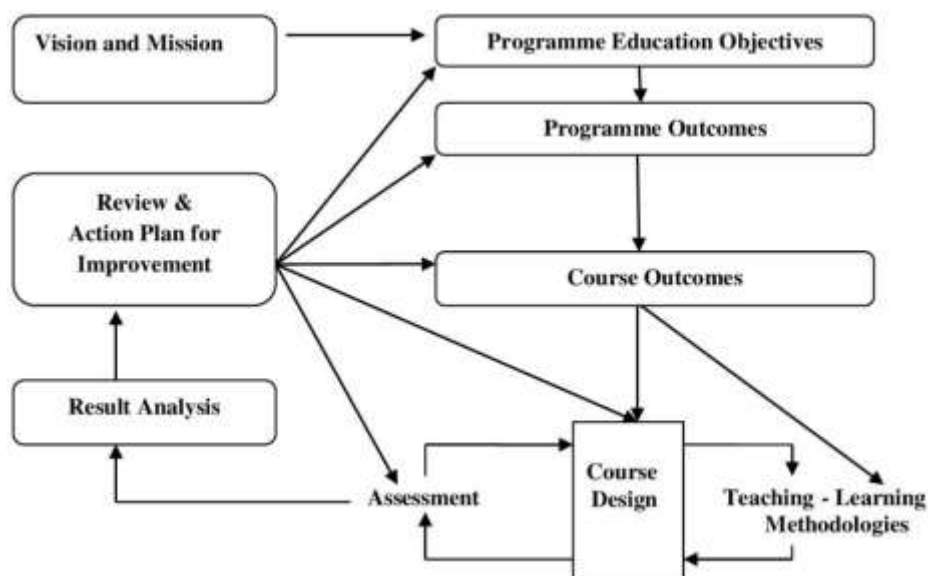 Vision and Mission
Programme Education Objectives
Programme Outcomes
Review &
Action Plan for
Improvement
Course Outcomes
Result Analysis
Assessment
Course
Design
Teaching - Learning
Methodologies